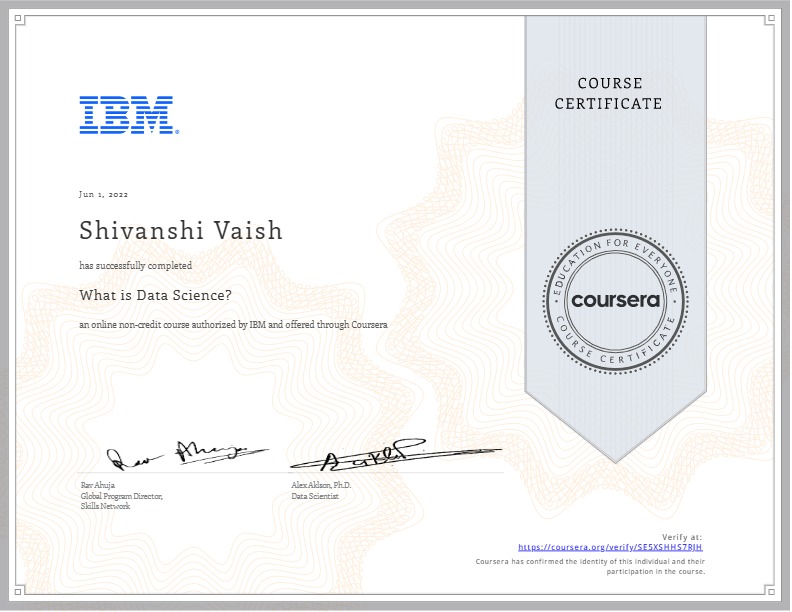 COURSE
CERTIFICATE
IBM®
Jun 1, 2022
Shivanshi Vaish
has successfully completed
What is Data Science?
an online non-credit course authorized by IBM and offered through Coursera
EDUCATION FOR EVERYONE
coursera
COURSE CERTIFICATE
Rav Ahuja
Global Program Director,
Skills Network
Alex Aklson, Ph.D.
Data Scientist
Verify at:
https://coursera.org/verify/SE5XSHHS7RJH
Coursera has confirmed the identity of this individual and their
participation in the course.